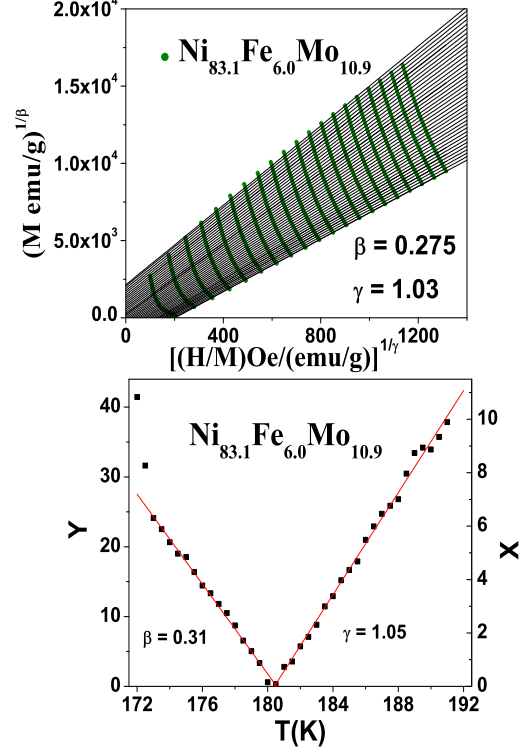 2.0x10⁴
1.5x10⁴
1.0x10⁴
5.0x10³
0.0
(M emu/g)^1/β
Ni83.1Fe6.0Mo10.9
β = 0.275
γ = 1.03
0 400 800 1200
[(H/M)Oe/(emu/g)]^1/γ
40
30
20
10
0
Y
Ni83.1Fe6.0Mo10.9
β = 0.31
γ = 1.05
10
8
6
4
2
0
X
172 176 180 184 188 192
T(K)